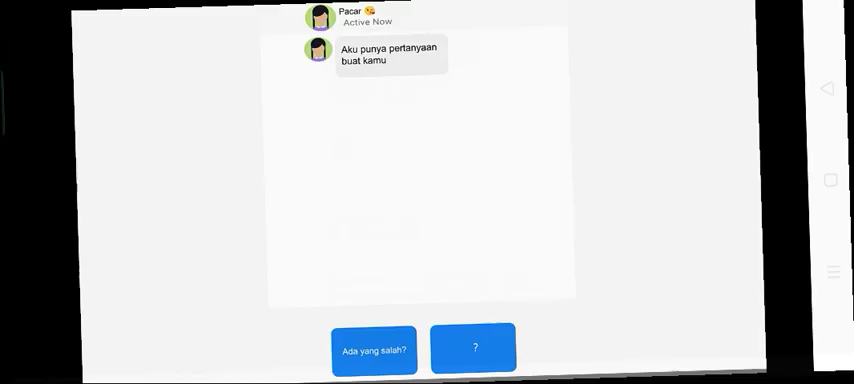 Pacar 😘
Active Now
Aku punya pertanyaan
buat kamu
Ada yang salah?
?